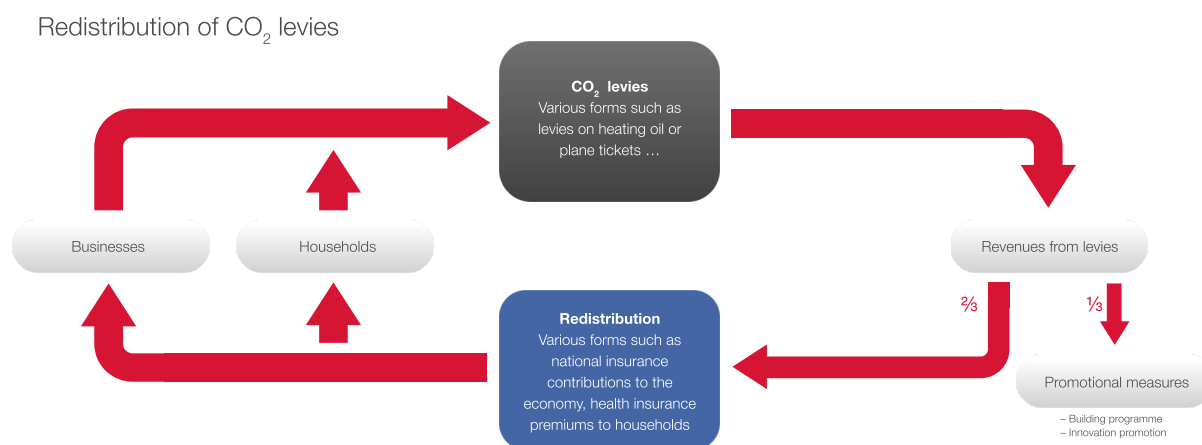 Redistribution of CO₂ levies
CO₂ levies
Various forms such as
levies on heating oil or
plane tickets …
Businesses
Households
Revenues from levies
⅔
⅓
Redistribution
Various forms such as
national insurance
contributions to the
economy, health insurance
premiums to households
Promotional measures
– Building programme
– Innovation promotion